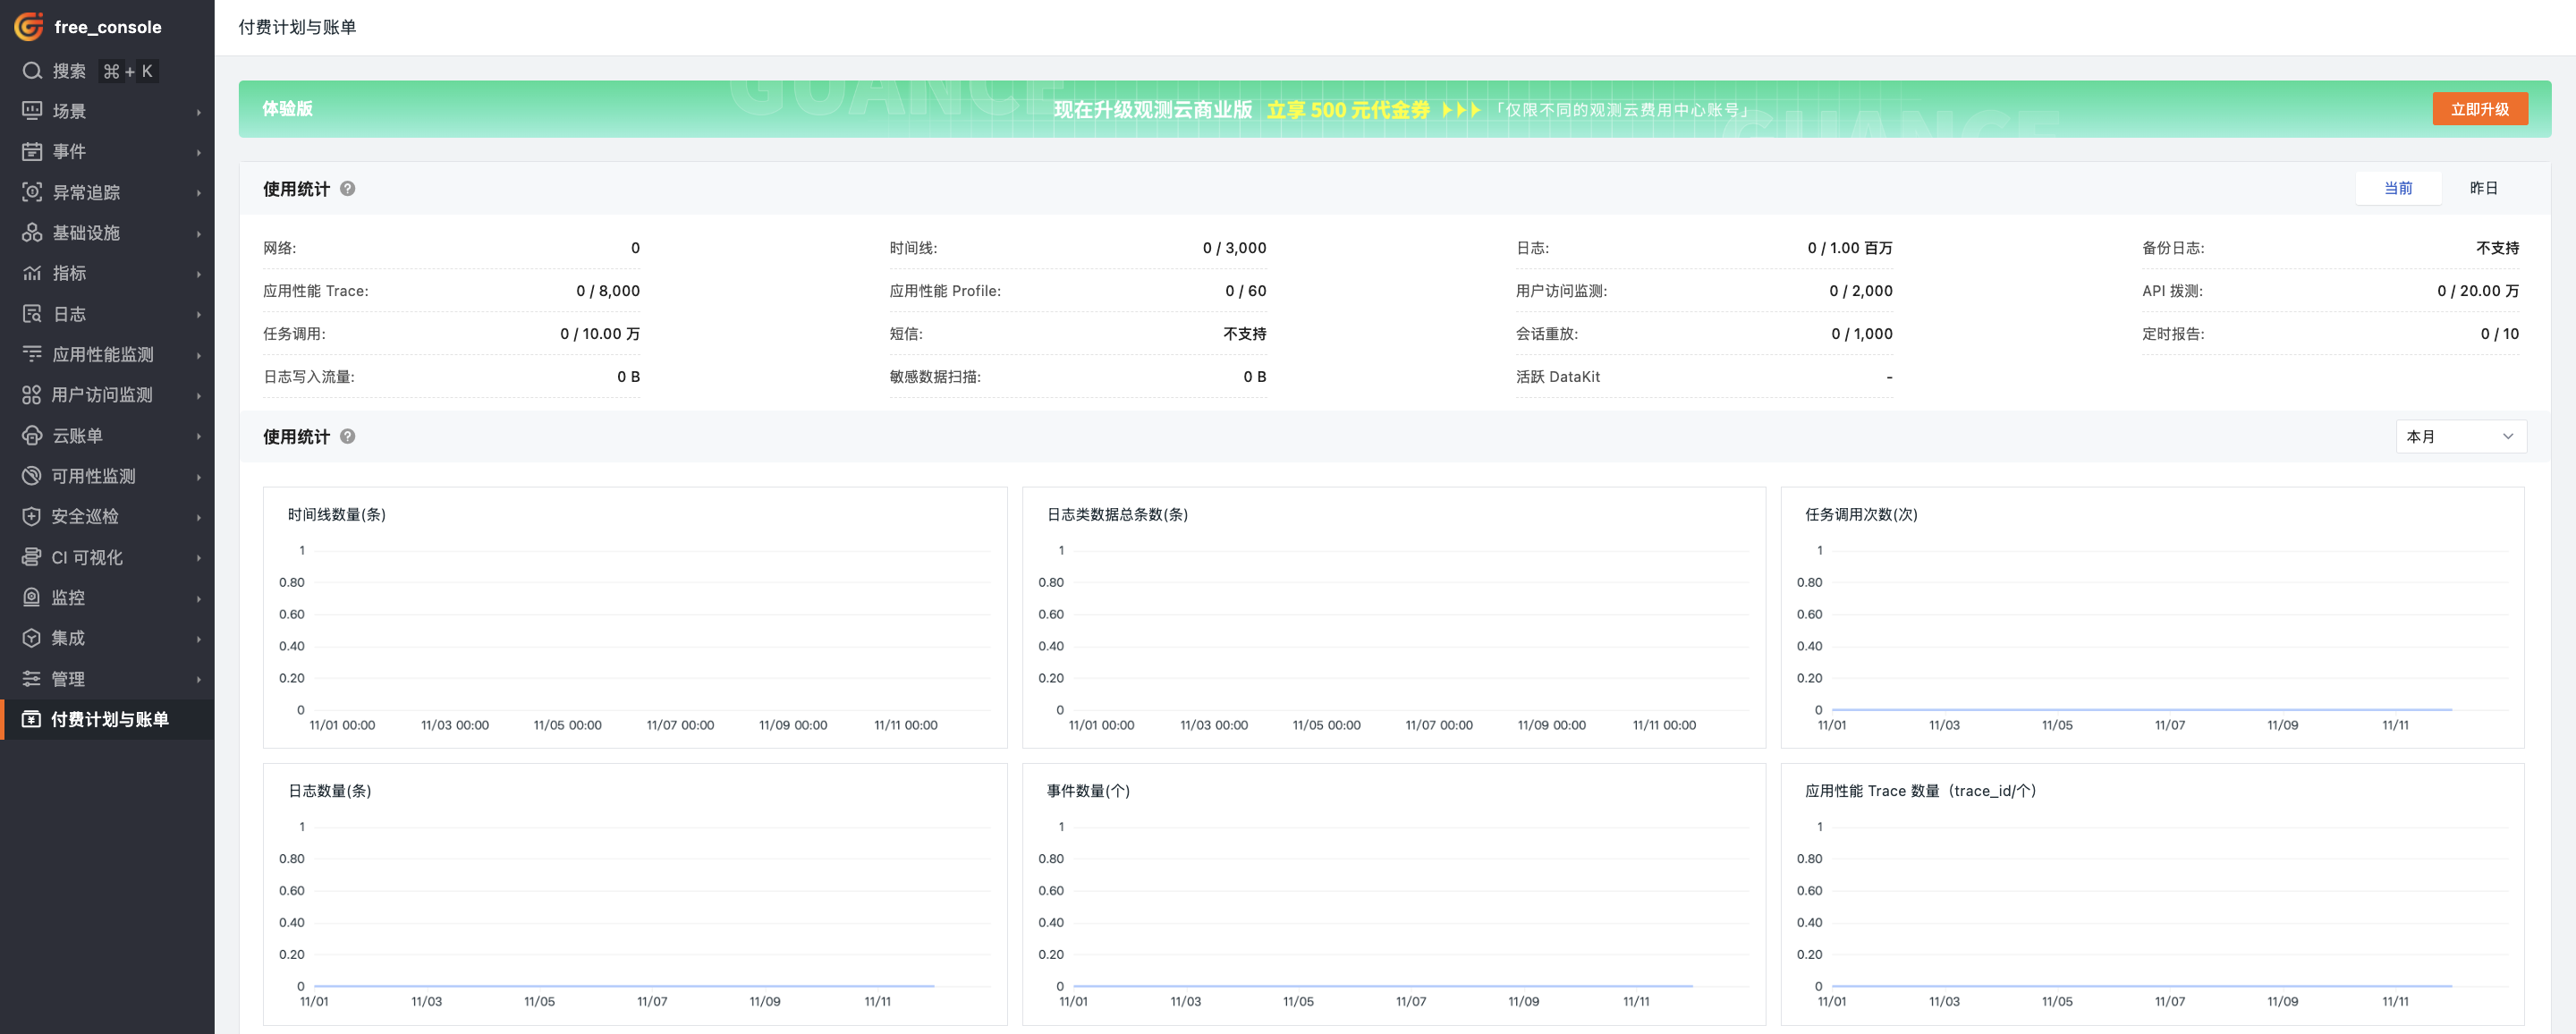 free_console
搜索 ⌘ + K
场景
事件
异常追踪
基础设施
指标
日志
应用性能监测
用户访问监测
云账单
可用性监测
安全巡检
CI 可视化
监控
集成
管理
付费计划与账单
付费计划与账单
体验版
GUANCE
现在升级观测云商业版 立享 500 元代金券 「仅限不同的观测云费用中心账号」
GUANCE
立即升级
使用统计 ?
当前 昨日
网络: 0
时间线: 0 / 3,000
日志: 0 / 1.00 百万
备份日志: 不支持
应用性能 Trace: 0 / 8,000
应用性能 Profile: 0 / 60
用户访问监测: 0 / 2,000
API 拨测: 0 / 20.00 万
任务调用: 0 / 10.00 万
短信: 不支持
会话重放: 0 / 1,000
定时报告: 0 / 10
日志写入流量: 0 B
敏感数据扫描: 0 B
活跃 DataKit -
使用统计 ?
本月
时间线数量(条)
1
0.80
0.60
0.40
0.20
0
11/01 00:00 11/03 00:00 11/05 00:00 11/07 00:00 11/09 00:00 11/11 00:00
日志类数据总条数(条)
1
0.80
0.60
0.40
0.20
0
11/01 00:00 11/03 00:00 11/05 00:00 11/07 00:00 11/09 00:00 11/11 00:00
任务调用次数(次)
1
0.80
0.60
0.40
0.20
0
11/01 11/03 11/05 11/07 11/09 11/11
日志数量(条)
1
0.80
0.60
0.40
0.20
0
11/01 11/03 11/05 11/07 11/09 11/11
事件数量(个)
1
0.80
0.60
0.40
0.20
0
11/01 11/03 11/05 11/07 11/09 11/11
应用性能 Trace 数量（trace_id/个）
1
0.80
0.60
0.40
0.20
0
11/01 11/03 11/05 11/07 11/09 11/11